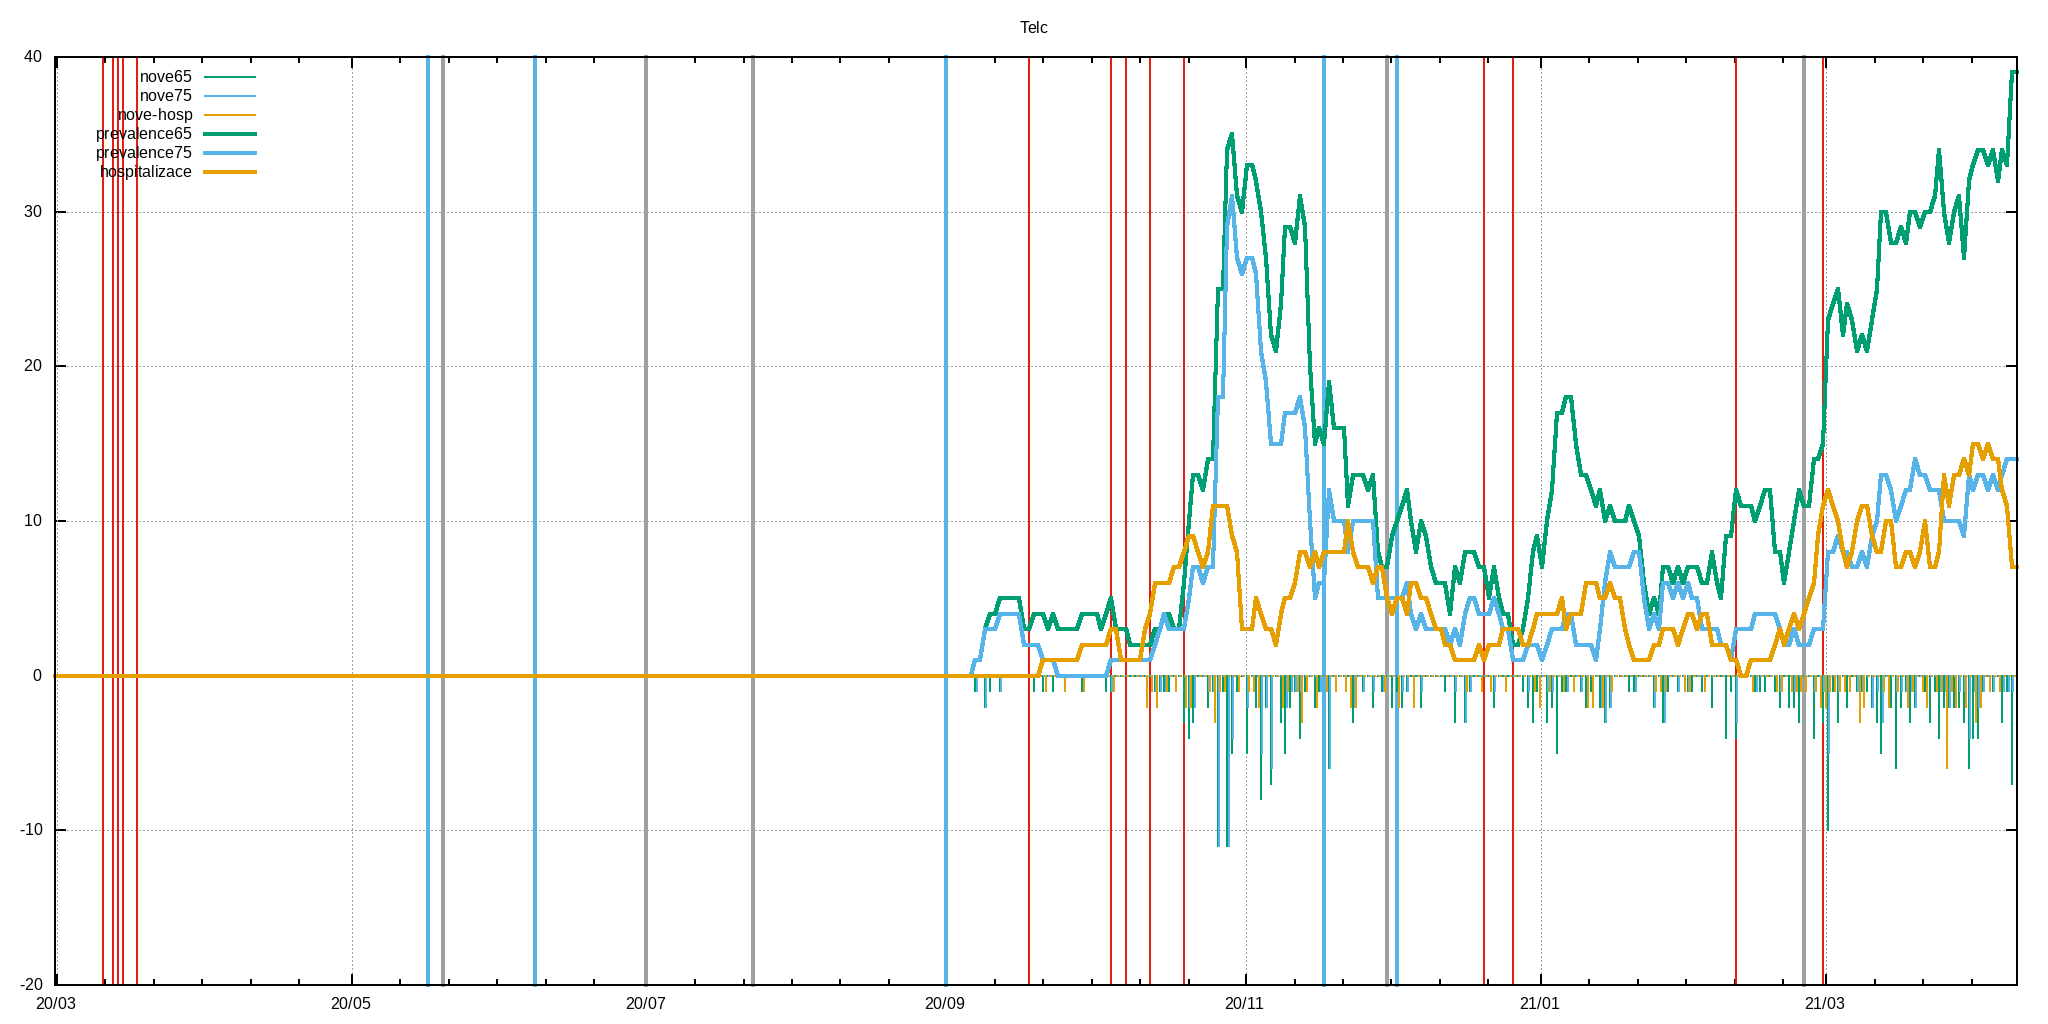 Telc
40
nove65
nove75
nove-hosp
prevalence65
prevalence75
hospitalizace
30
20
10
0
-10
-20
20/03 20/05 20/07 20/09 20/11 21/01 21/03